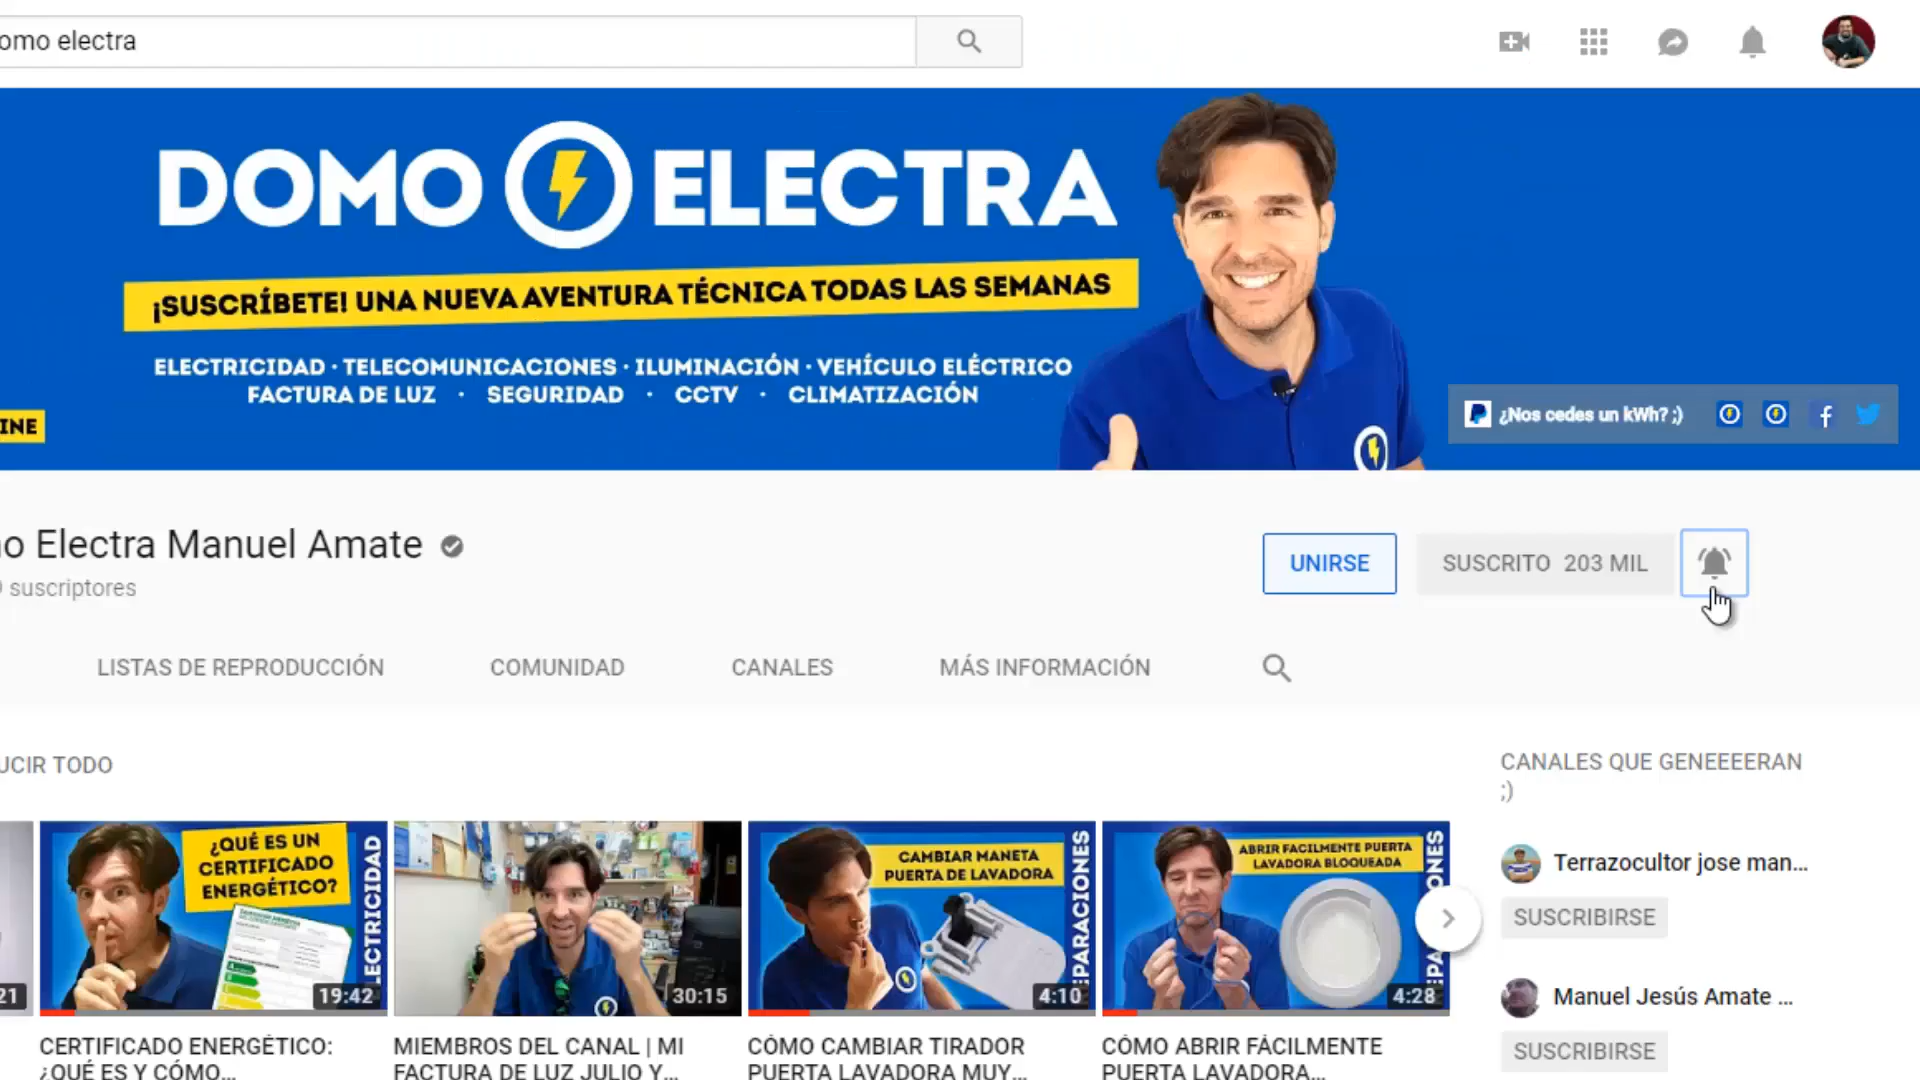 omo electra
DOMO ELECTRA
¡SUSCRÍBETE! UNA NUEVA AVENTURA TÉCNICA TODAS LAS SEMANAS
ELECTRICIDAD · TELECOMUNICACIONES · ILUMINACIÓN · VEHÍCULO ELÉCTRICO
FACTURA DE LUZ · SEGURIDAD · CCTV · CLIMATIZACIÓN
INE
¿Nos cedes un kWh? ;)
o Electra Manuel Amate
suscriptores
UNIRSE
SUSCRITO 203 MIL
LISTAS DE REPRODUCCIÓN
COMUNIDAD
CANALES
MÁS INFORMACIÓN
UCIR TODO
CANALES QUE GENEEEERAN
;)
21
¿QUÉ ES UN
CERTIFICADO
ENERGÉTICO?
ELECTRICIDAD
19:42
30:15
CAMBIAR MANETA
PUERTA DE LAVADORA
EPARACIONES
4:10
ABRIR FACILMENTE PUERTA
LAVADORA BLOQUEADA
4:28
Terrazocultor jose man...
SUSCRIBIRSE
Manuel Jesús Amate ...
SUSCRIBIRSE
CERTIFICADO ENERGÉTICO:
¿QUÉ ES Y CÓMO...
MIEMBROS DEL CANAL | MI
FACTURA DE LUZ JULIO Y...
CÓMO CAMBIAR TIRADOR
PUERTA LAVADORA MUY...
CÓMO ABRIR FÁCILMENTE
PUERTA LAVADORA...